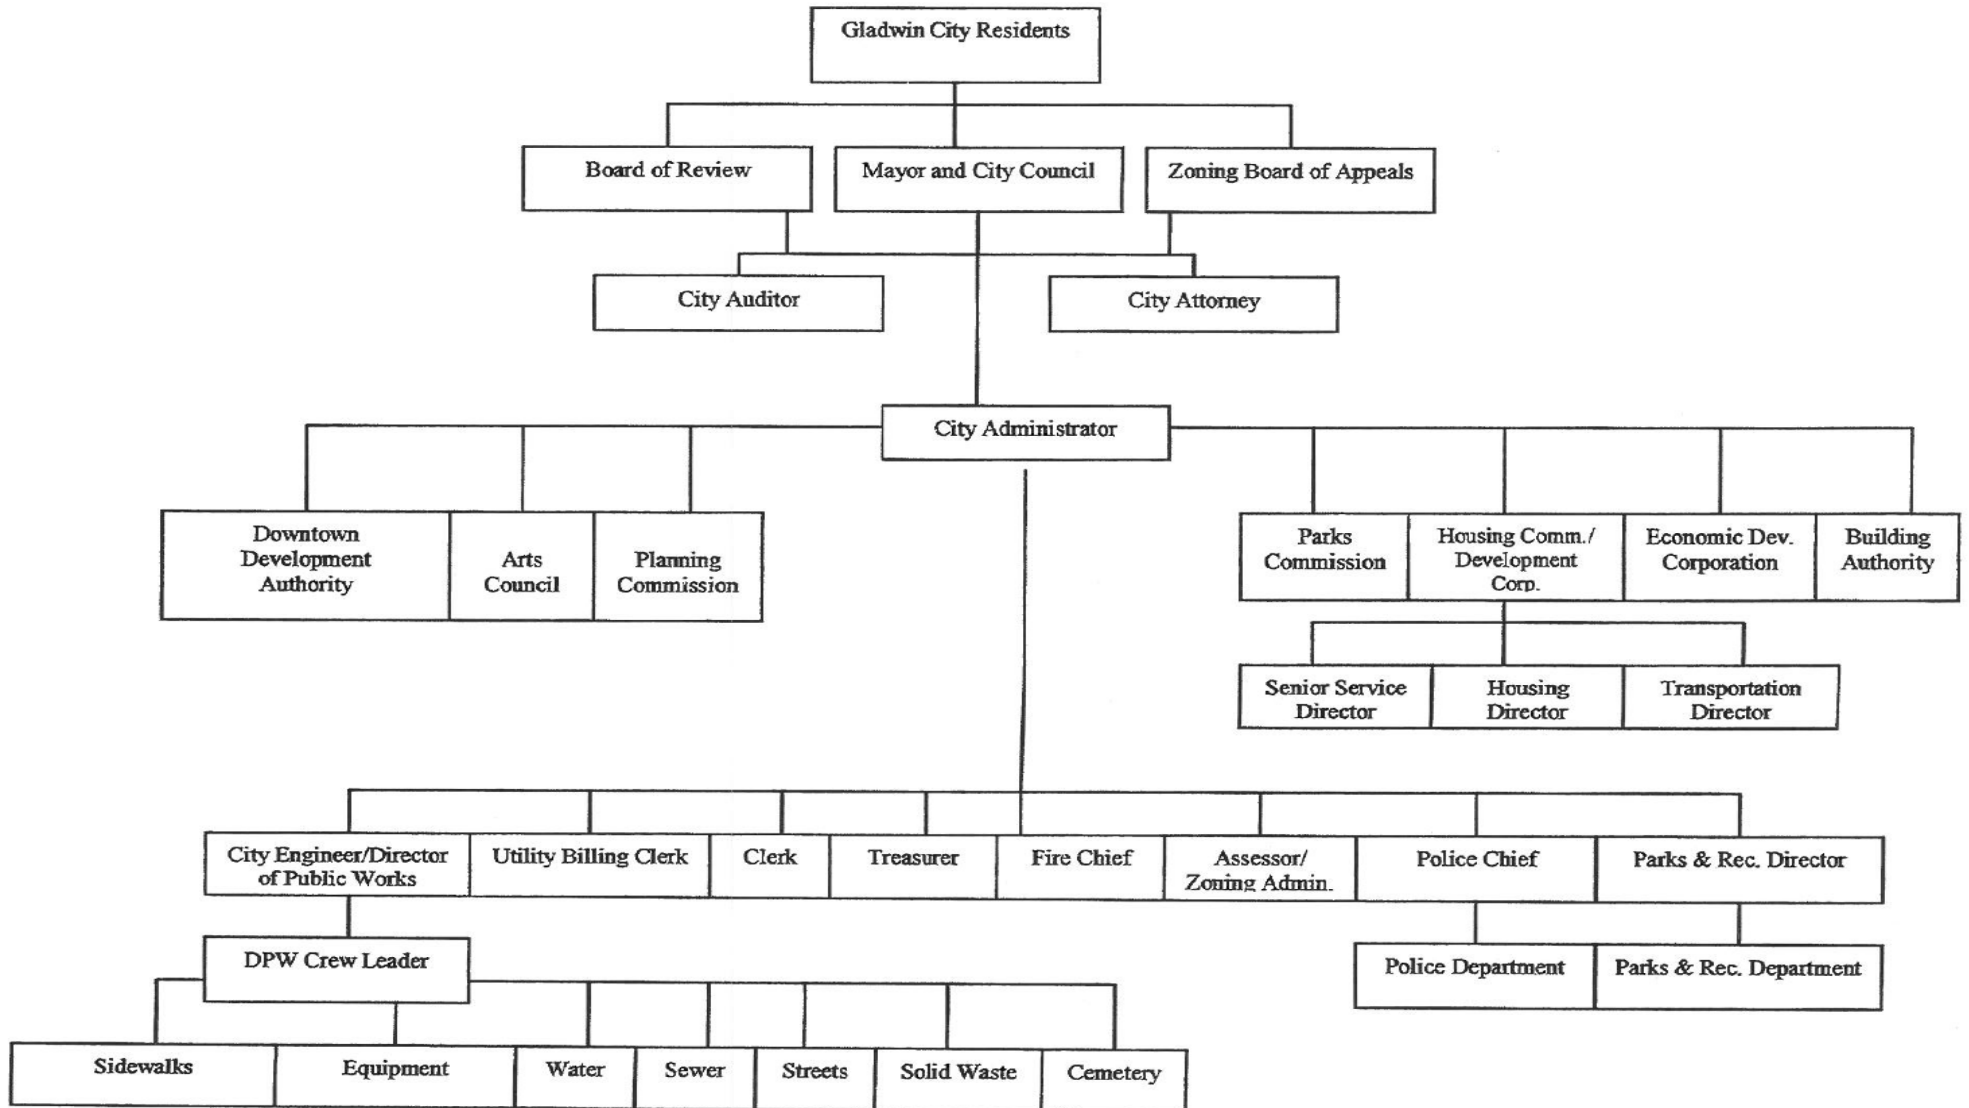 Gladwin City Residents
Board of Review
Mayor and City Council
Zoning Board of Appeals
City Auditor
City Attorney
City Administrator
Downtown
Development
Authority
Arts
Council
Planning
Commission
Parks
Commission
Housing Comm./
Development
Corp.
Economic Dev.
Corporation
Building
Authority
Senior Service
Director
Housing
Director
Transportation
Director
City Engineer/Director
of Public Works
Utility Billing Clerk
Clerk
Treasurer
Fire Chief
Assessor/
Zoning Admin.
Police Chief
Parks & Rec. Director
DPW Crew Leader
Police Department
Parks & Rec. Department
Sidewalks
Equipment
Water
Sewer
Streets
Solid Waste
Cemetery